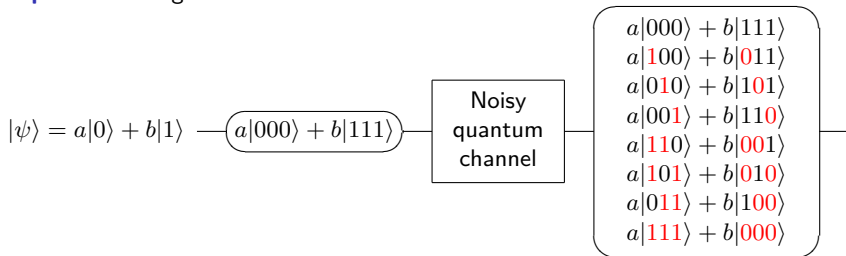 |ψ⟩ = a|0⟩ + b|1⟩
a|000⟩ + b|111⟩
Noisy
quantum
channel
a|000⟩ + b|111⟩
a|100⟩ + b|011⟩
a|010⟩ + b|101⟩
a|001⟩ + b|110⟩
a|110⟩ + b|001⟩
a|101⟩ + b|010⟩
a|011⟩ + b|100⟩
a|111⟩ + b|000⟩